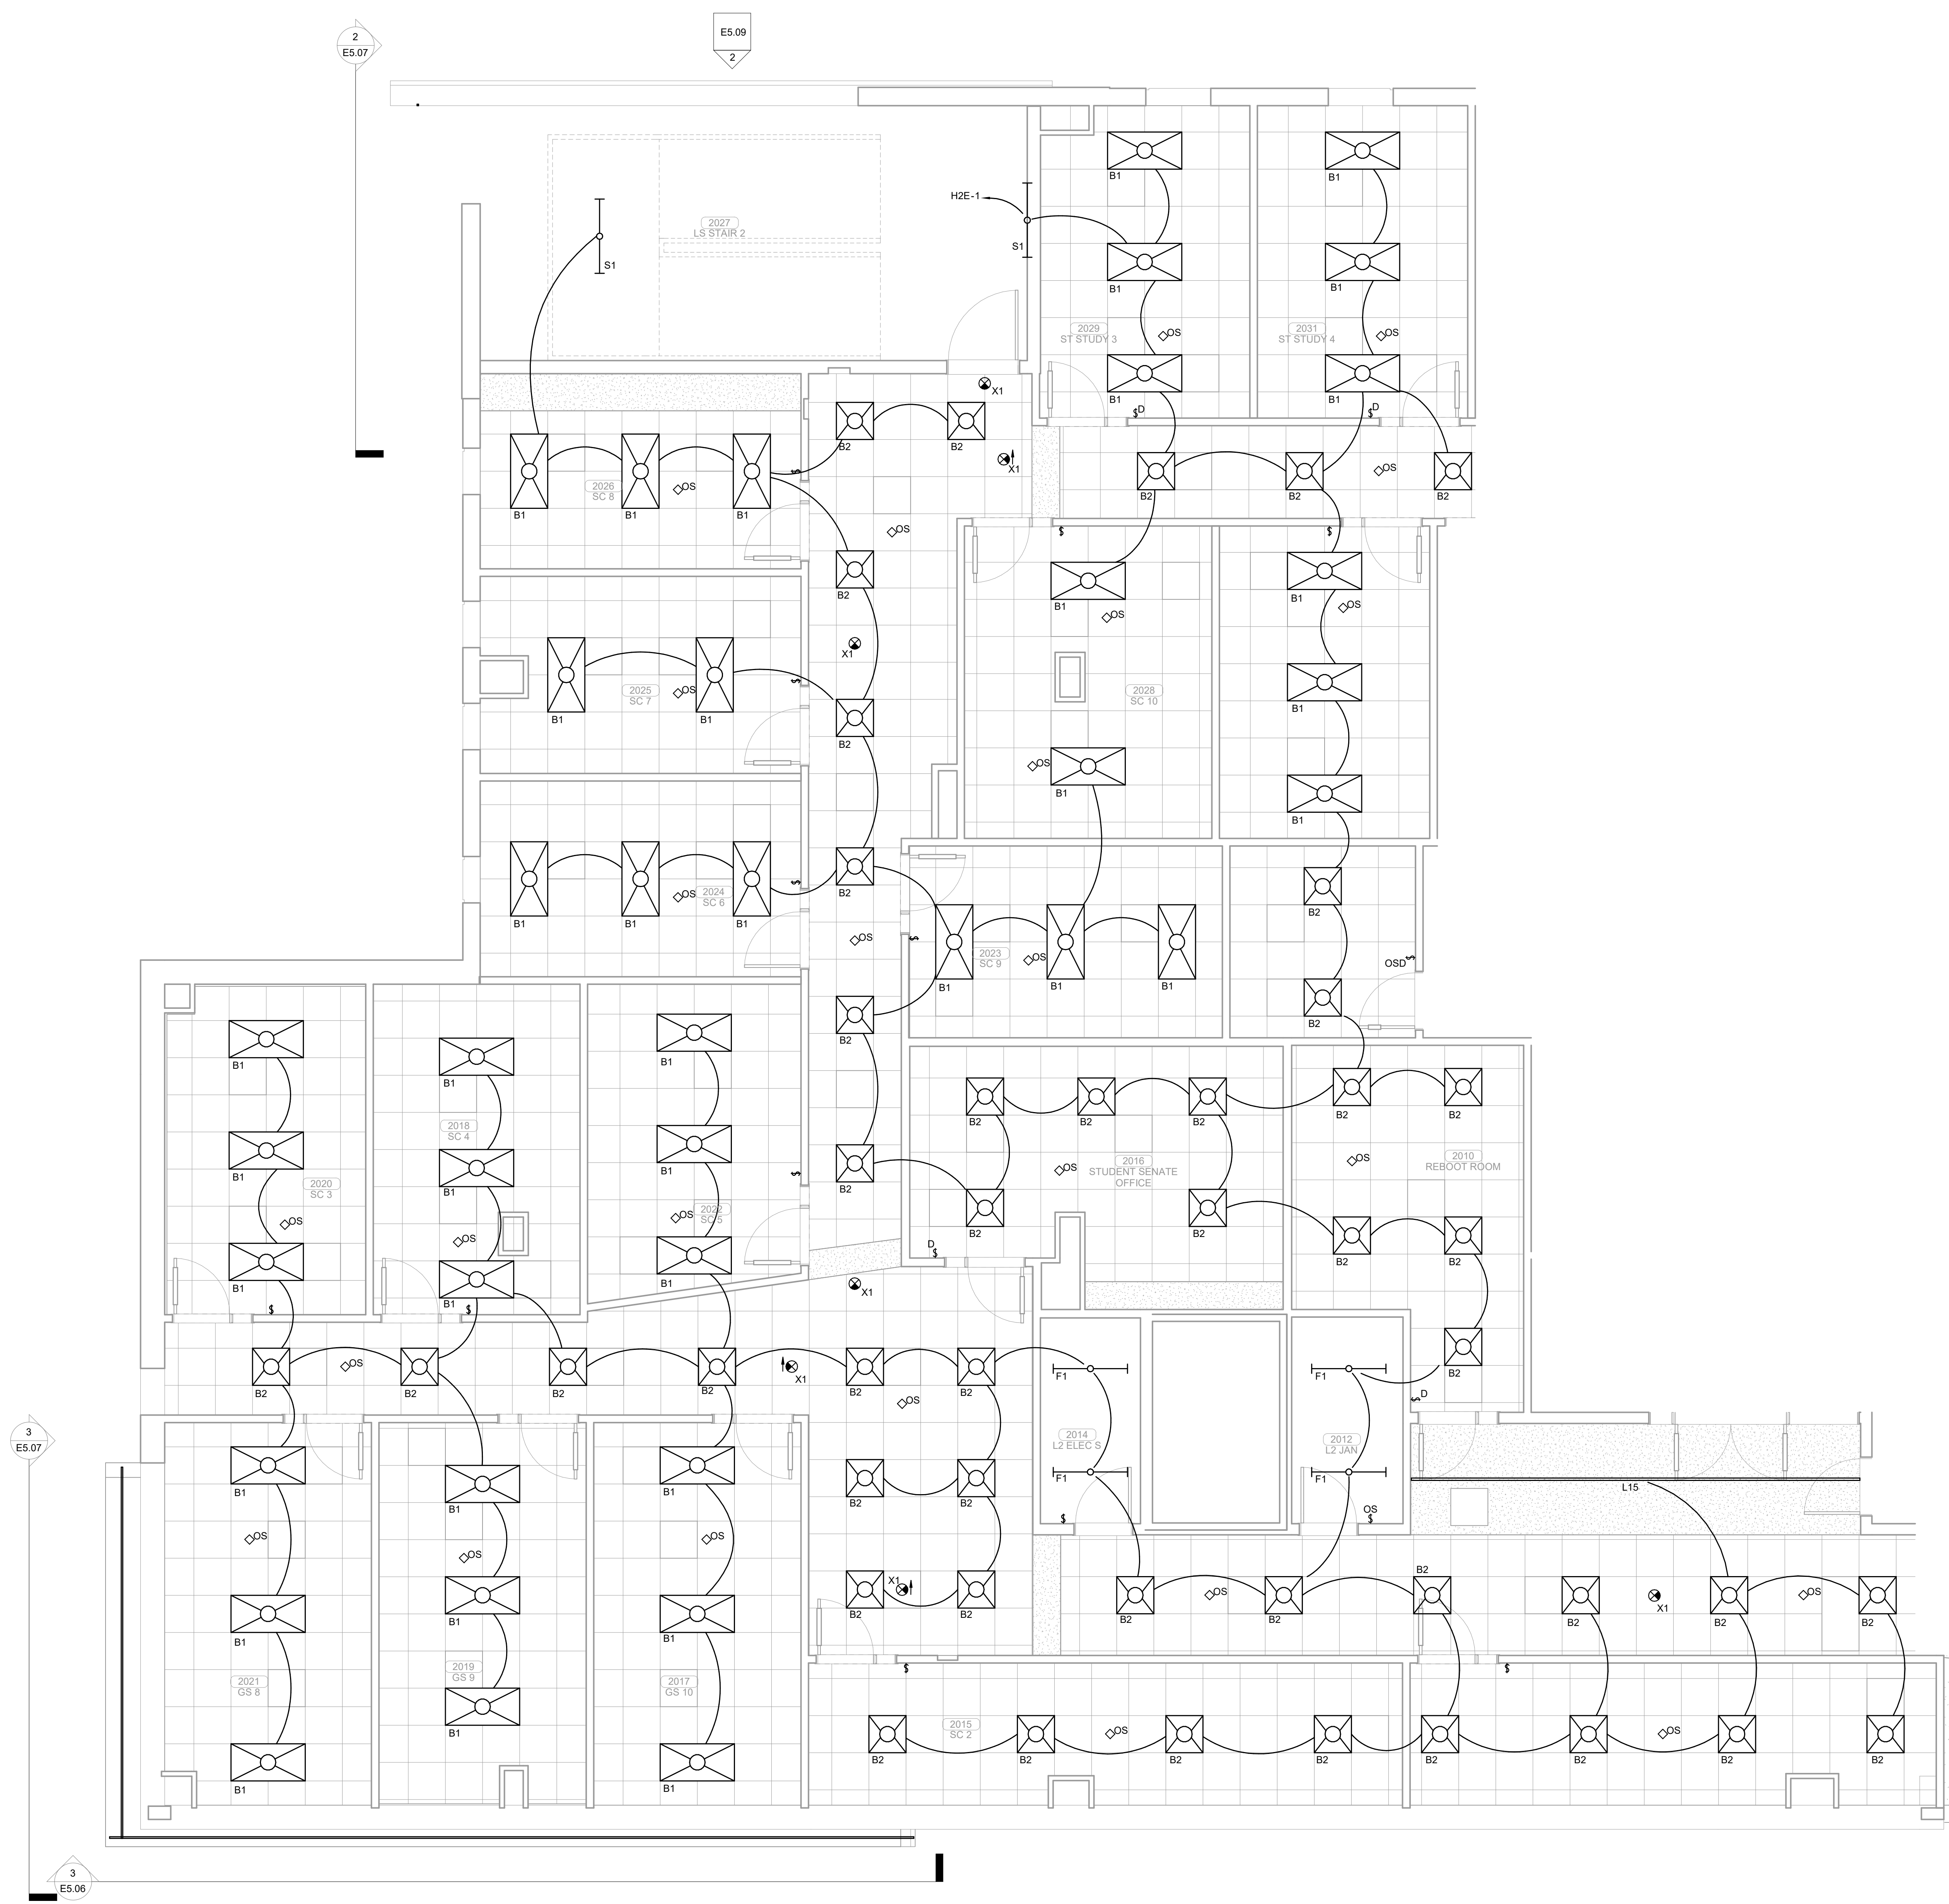 2
E5.07
E5.09
2
B1
B1
H2E-1
2027
LS STAIR 2
S1
S1
B1
B1
2029
ST STUDY 3
OS
2031
ST STUDY 4
OS
X1
B1
B1
D
D
B2
X1
B2
OS
B2
B2
2026
SC 8
OS
B1
B1
B1
OS
B2
B1
OS
B1
OS
X1
2025
SC 7
OS
B1
B1
B2
2028
SC 10
B1
OS
B1
B1
B2
2024
SC 6
OS
B1
B1
B1
B2
OS
2023
SC 9
OS
OSD
B1
B1
B1
B2
B2
B1
B1
B1
B2
B2
B2
B2
B2
B2
2018
SC 4
B1
B1
B1
2020
SC 3
OS
2022
SC 5
OS
OS
B2
OS
2016
STUDENT SENATE
OFFICE
OS
2010
REBOOT ROOM
B2
B2
D
B2
B2
B1
B1
B1
X1
B2
B2
OS
B2
B2
X1
B2
B2
OS
F1
F1
B2
D
3
E5.07
B1
B1
B1
2014
L2 ELEC S
2012
L2 JAN
F1
F1
L15
OS
B2
B2
OS
OS
OS
X1
B2
B2
B2
OS
B2
B2
B2
X1
OS
B2
B2
B1
B1
B1
2021
GS 8
2019
GS 9
2017
GS 10
B1
2015
SC 2
OS
OS
B2
B2
B2
B2
B2
B2
B2
B2
B1
B1
3
E5.06